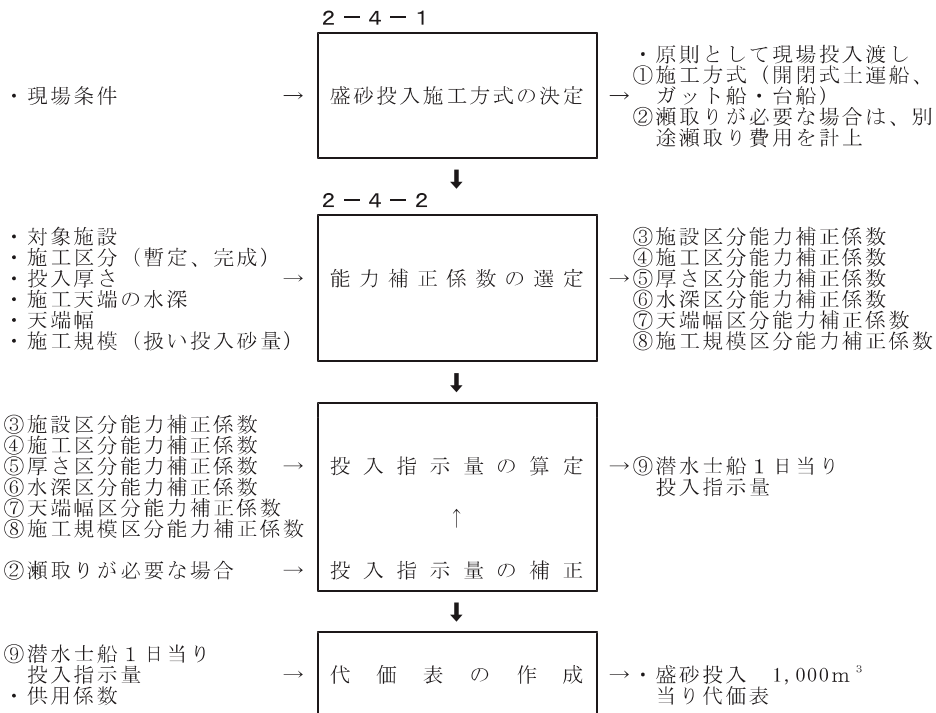 2－4－1
・現場条件
→
盛砂投入施工方式の決定
→
・原則として現場投入渡し
①施工方式（開閉式土運船、
ガット船・台船）
②瀬取りが必要な場合は、別
途瀬取り費用を計上
⬇
2－4－2
・対象施設
・施工区分（暫定、完成）
・投入厚さ
・施工天端の水深
・天端幅
・施工規模（扱い投入砂量）
→
能力補正係数の選定
→
③施設区分能力補正係数
④施工区分能力補正係数
⑤厚さ区分能力補正係数
⑥水深区分能力補正係数
⑦天端幅区分能力補正係数
⑧施工規模区分能力補正係数
⬇
③施設区分能力補正係数
④施工区分能力補正係数
⑤厚さ区分能力補正係数
⑥水深区分能力補正係数
⑦天端幅区分能力補正係数
⑧施工規模区分能力補正係数
→
投入指示量の算定
→
⑨潜水士船1日当り
投入指示量
↑
②瀬取りが必要な場合
→
投入指示量の補正
⬇
⑨潜水士船1日当り
投入指示量
・供用係数
→
代価表の作成
→
・盛砂投入　1,000m³
当り代価表